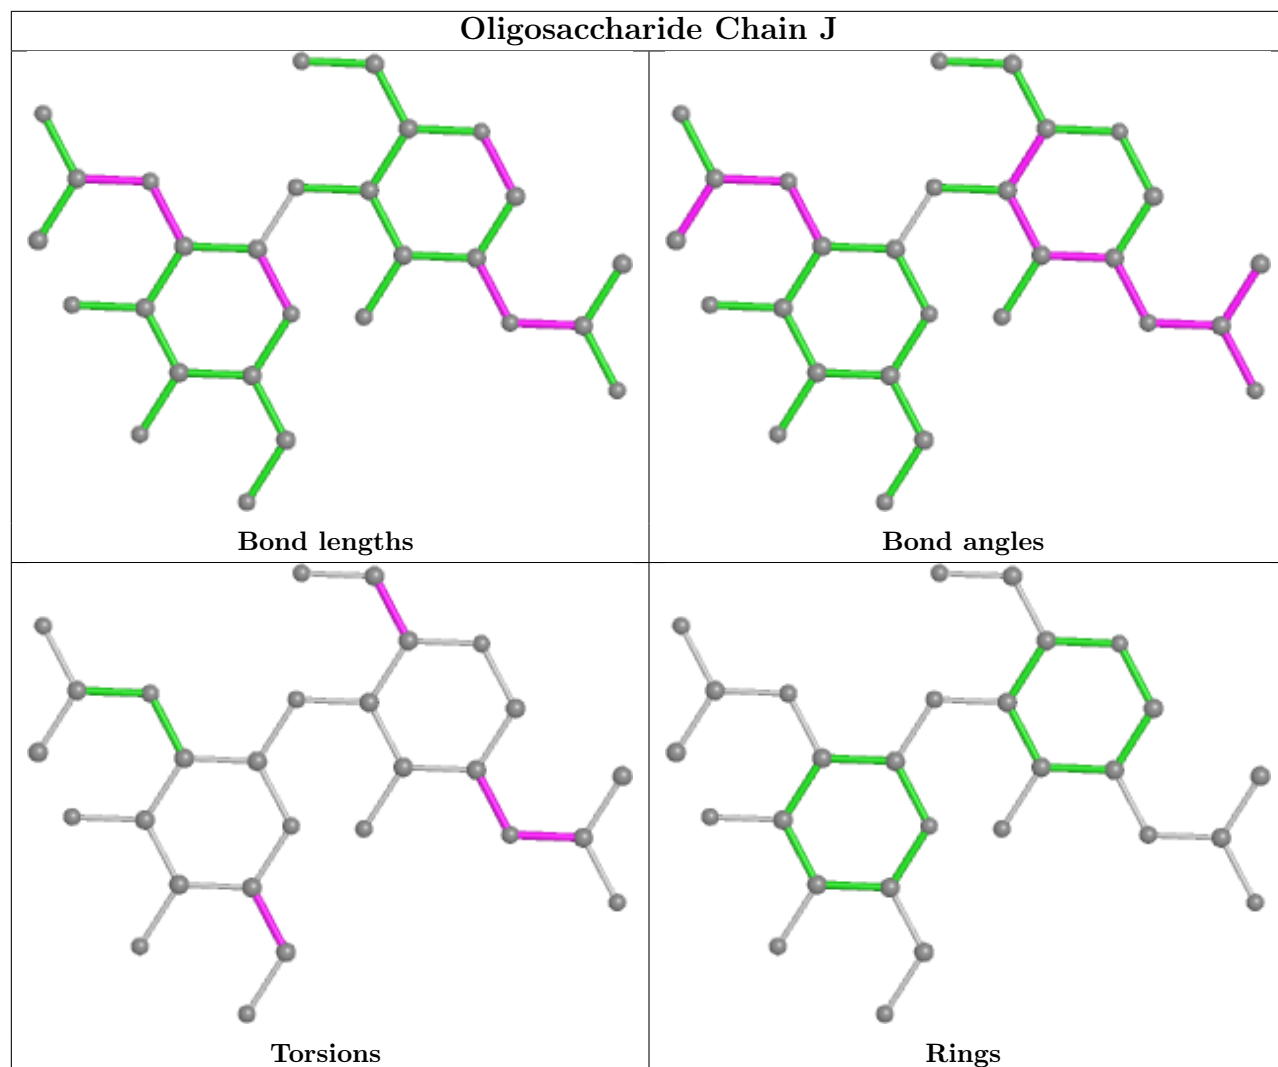 Oligosaccharide Chain J
Bond lengths
Bond angles
Torsions
Rings